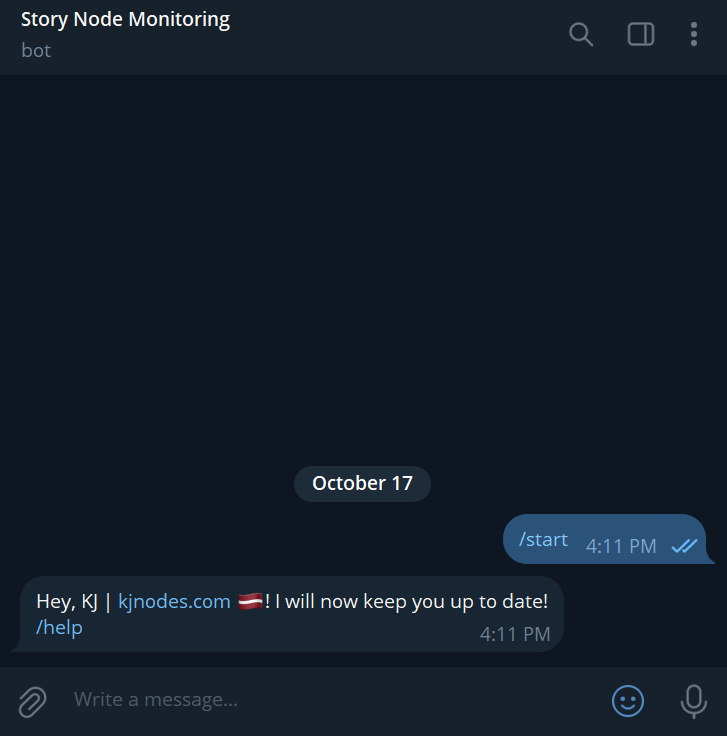 Story Node Monitoring
bot
October 17
/start 4:11 PM
Hey, KJ | kjnodes.com 🇱🇻! I will now keep you up to date!
/help 4:11 PM
Write a message...